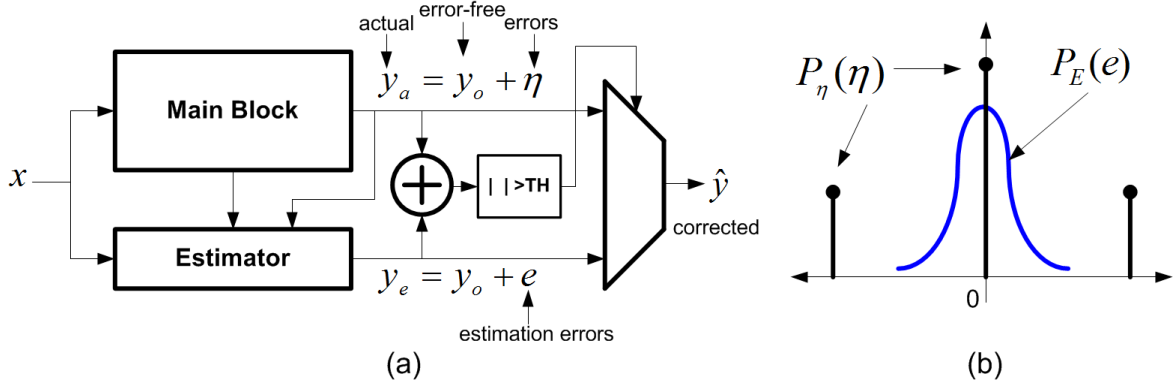 actual
error-free
errors
y_a = y_o + η
Main Block
x
| | >TH
ŷ
corrected
Estimator
y_e = y_o + e
estimation errors
(a)
P_η(η)
P_E(e)
0
(b)